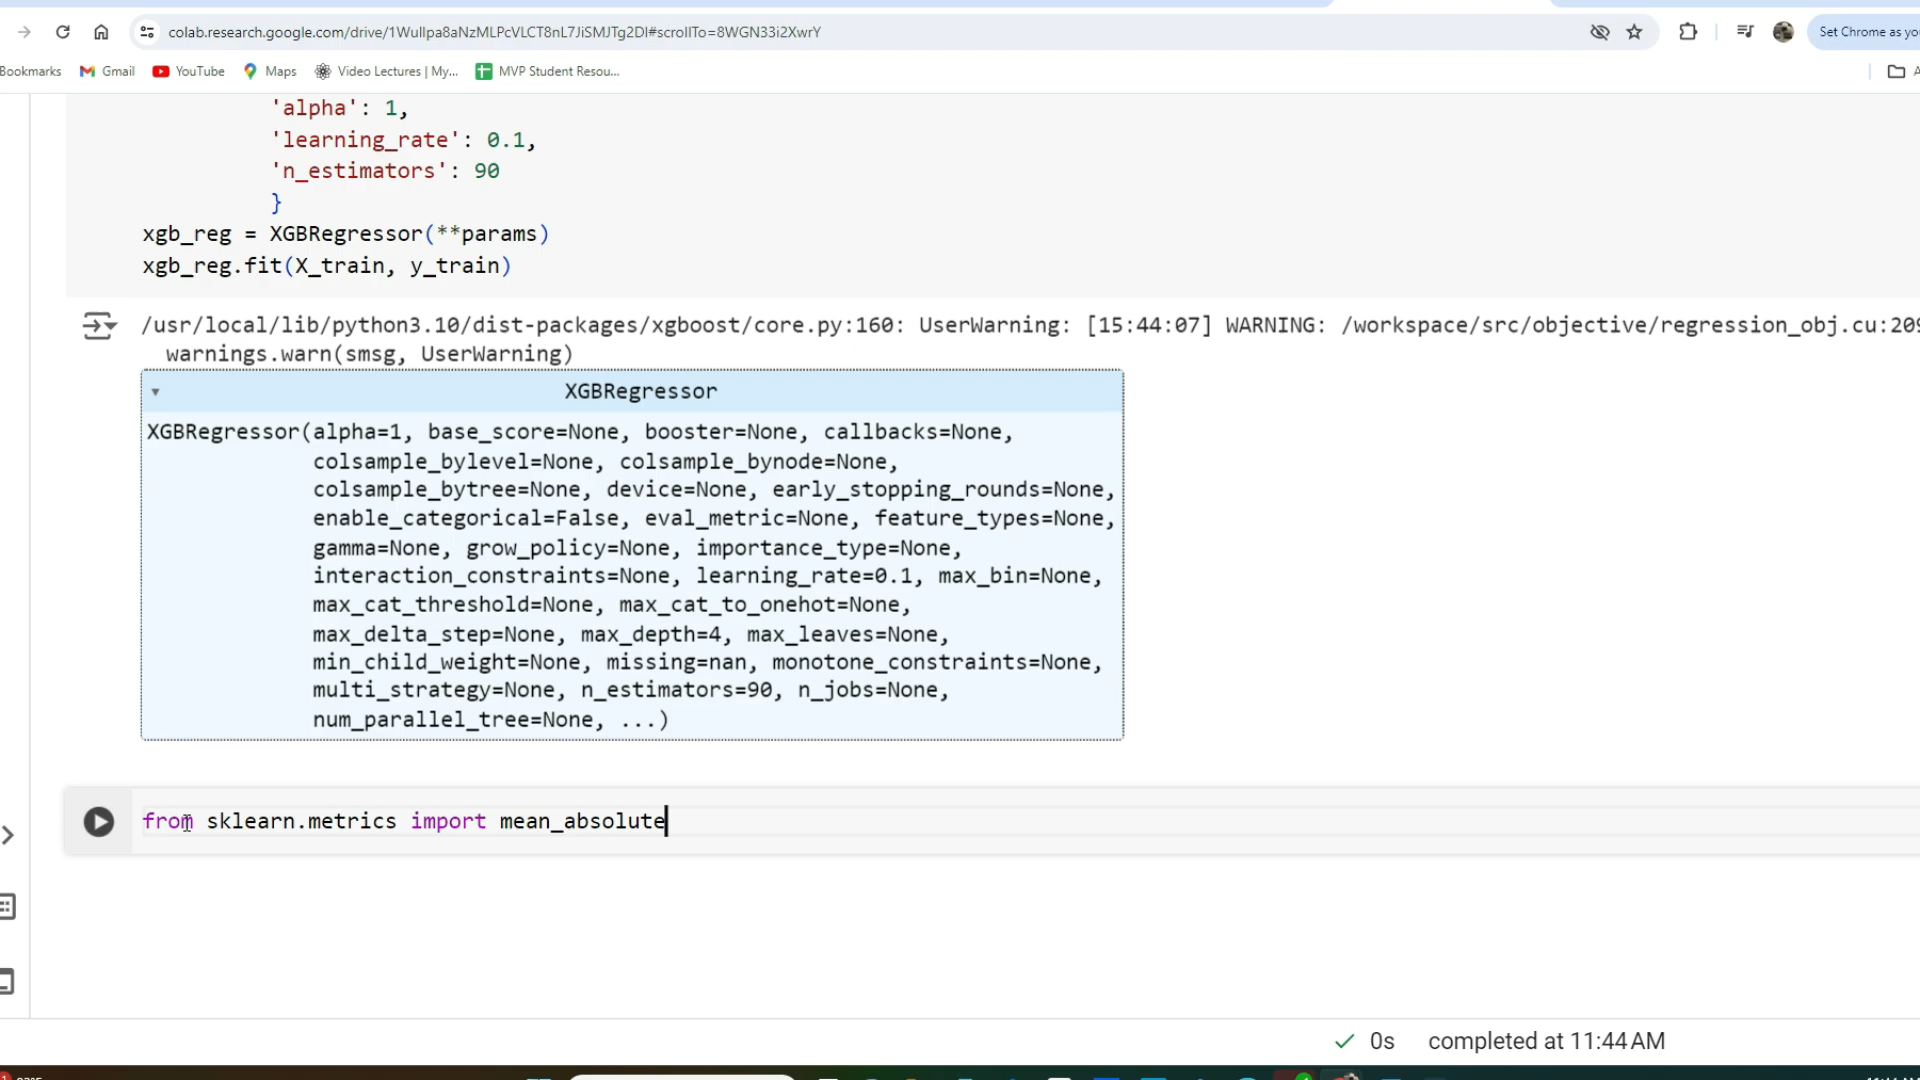 colab.research.google.com/drive/1Wullpa8aNzMLPcVLCT8nL7JiSMJTg2DI#scrollTo=8WGN33i2XwrY
Set Chrome as you
Bookmarks Gmail YouTube Maps Video Lectures | My... MVP Student Resou...
'alpha': 1,
'learning_rate': 0.1,
'n_estimators': 90
}
xgb_reg = XGBRegressor(**params)
xgb_reg.fit(X_train, y_train)
/usr/local/lib/python3.10/dist-packages/xgboost/core.py:160: UserWarning: [15:44:07] WARNING: /workspace/src/objective/regression_obj.cu:209
warnings.warn(smsg, UserWarning)
XGBRegressor
XGBRegressor(alpha=1, base_score=None, booster=None, callbacks=None,
colsample_bylevel=None, colsample_bynode=None,
colsample_bytree=None, device=None, early_stopping_rounds=None,
enable_categorical=False, eval_metric=None, feature_types=None,
gamma=None, grow_policy=None, importance_type=None,
interaction_constraints=None, learning_rate=0.1, max_bin=None,
max_cat_threshold=None, max_cat_to_onehot=None,
max_delta_step=None, max_depth=4, max_leaves=None,
min_child_weight=None, missing=nan, monotone_constraints=None,
multi_strategy=None, n_estimators=90, n_jobs=None,
num_parallel_tree=None, ...)
from sklearn.metrics import mean_absolute
0s completed at 11:44 AM